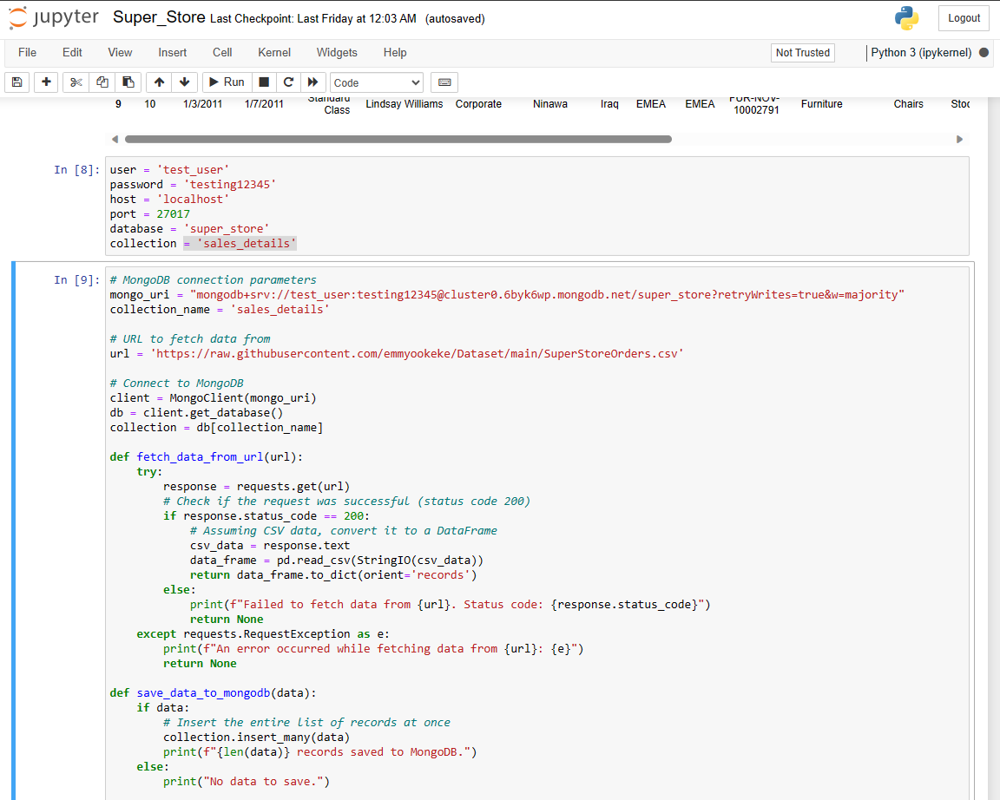 jupyter Super_Store Last Checkpoint: Last Friday at 12:03 AM (autosaved) Logout
File Edit View Insert Cell Kernel Widgets Help Not Trusted Python 3 (ipykernel)
Run Code
9 10 1/3/2011 1/7/2011 Standard Class Lindsay Williams Corporate Ninawa Iraq EMEA EMEA FUR-NOV-10002791 Furniture Chairs Stoc
In [8]:
user = 'test_user'
password = 'testing12345'
host = 'localhost'
port = 27017
database = 'super_store'
collection = 'sales_details'
In [9]:
# MongoDB connection parameters
mongo_uri = "mongodb+srv://test_user:testing12345@cluster0.6byk6wp.mongodb.net/super_store?retryWrites=true&w=majority"
collection_name = 'sales_details'
# URL to fetch data from
url = 'https://raw.githubusercontent.com/emmyookeke/Dataset/main/SuperStoreOrders.csv'
# Connect to MongoDB
client = MongoClient(mongo_uri)
db = client.get_database()
collection = db[collection_name]
def fetch_data_from_url(url):
    try:
        response = requests.get(url)
        # Check if the request was successful (status code 200)
        if response.status_code == 200:
            # Assuming CSV data, convert it to a DataFrame
            csv_data = response.text
            data_frame = pd.read_csv(StringIO(csv_data))
            return data_frame.to_dict(orient='records')
        else:
            print(f"Failed to fetch data from {url}. Status code: {response.status_code}")
            return None
    except requests.RequestException as e:
        print(f"An error occurred while fetching data from {url}: {e}")
        return None
def save_data_to_mongodb(data):
    if data:
        # Insert the entire list of records at once
        collection.insert_many(data)
        print(f"{len(data)} records saved to MongoDB.")
    else:
        print("No data to save.")